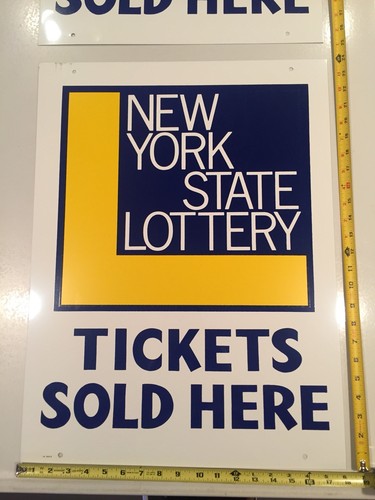 SOLD HERE
NEW
YORK
STATE
LOTTERY
TICKETS
SOLD HERE